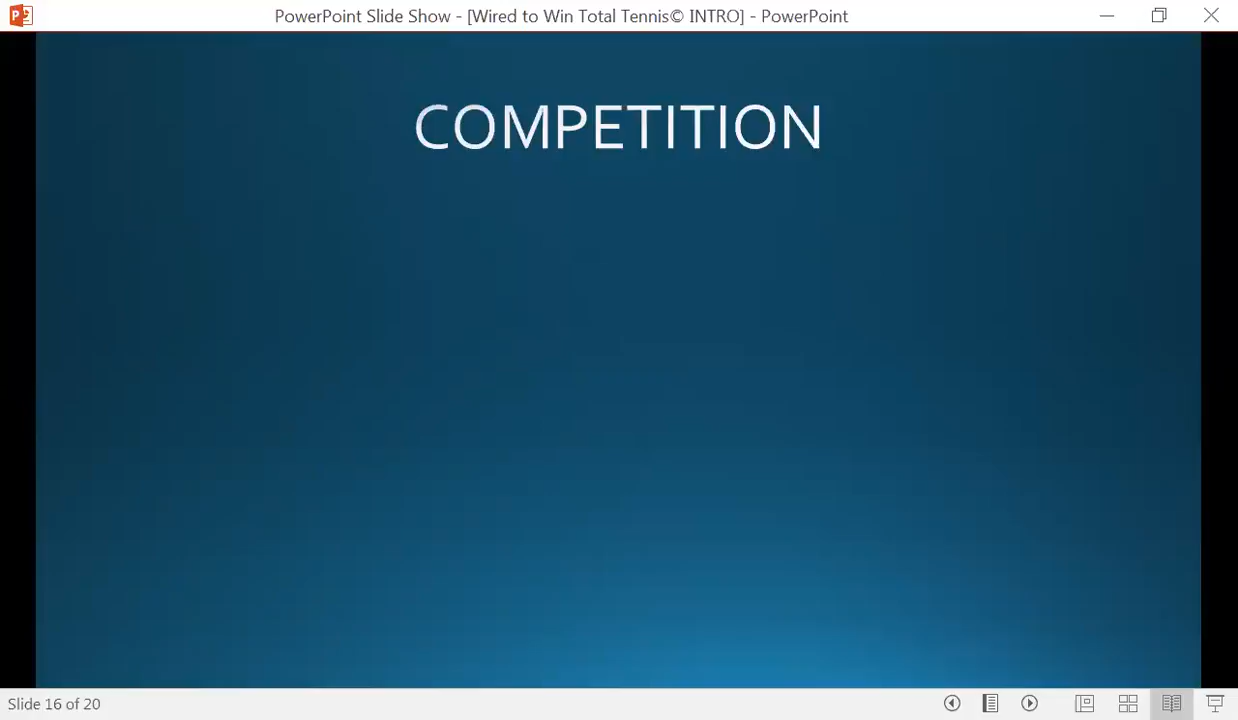 PowerPoint Slide Show - [Wired to Win Total Tennis© INTRO] - PowerPoint
COMPETITION
Slide 16 of 20